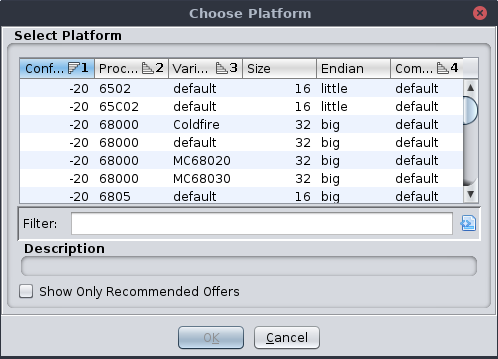 Choose Platform
Select Platform
Conf... 1 Proc... 2 Vari... 3 Size Endian Com... 4
-20 6502 default 16 little default
-20 65C02 default 16 little default
-20 68000 Coldfire 32 big default
-20 68000 default 32 big default
-20 68000 MC68020 32 big default
-20 68000 MC68030 32 big default
-20 6805 default 16 big default
Filter:
Description
Show Only Recommended Offers
OK Cancel